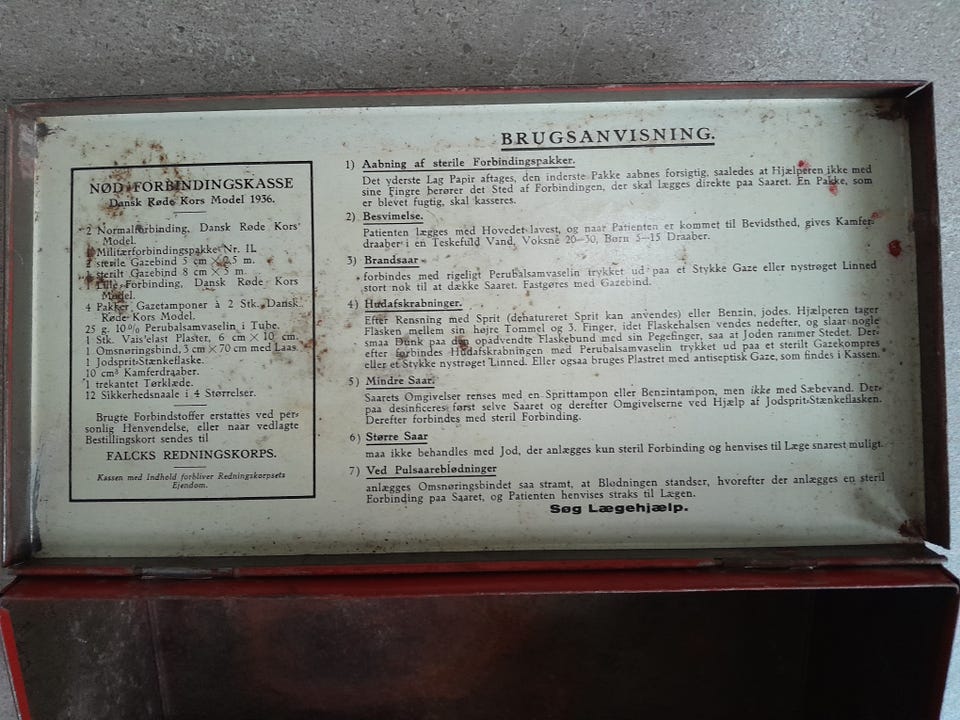 NØD-FORBINDINGSKASSE
Dansk Røde Kors Model 1936.
2 Normalforbinding, Dansk Røde Kors'
Model.
1 Militærforbindingspakke Nr. II.
2 sterile Gazebind 5 cm × 2,5 m.
1 sterilt Gazebind 8 cm × 5 m.
1 Lille Forbinding, Dansk Røde Kors
Model.
4 Pakker Gazetamponer à 2 Stk. Dansk
Røde Kors Model.
25 g. 10% Perubalsamvaselin i Tube.
1 Stk. Vais'elast Plaster, 6 cm × 10 cm.
1 Omsnøringsbind, 3 cm × 70 cm med Laas.
1 Jodsprit-Stænkeflaske.
10 cm³ Kamferdraaber.
1 trekantet Tørklæde.
12 Sikkerhedsnaale i 4 Størrelser.
Brugte Forbindstoffer erstattes ved per-
sonlig Henvendelse, eller naar vedlagte
Bestillingskort sendes til
FALCKS REDNINGSKORPS.
Kassen med Indhold forbliver Redningskorpsets
Ejendom.
BRUGSANVISNING.
1) Aabning af sterile Forbindingspakker.
Det yderste Lag Papir aftages, den inderste Pakke aabnes forsigtig, saaledes at Hjælperen ikke med
sine Fingre berører det Sted af Forbindingen, der skal lægges direkte paa Saaret. En Pakke, som
er blevet fugtig, skal kasseres.
2) Besvimelse.
Patienten lægges med Hovedet lavest, og naar Patienten er kommet til Bevidsthed, gives Kamfer-
draaber i en Teskefuld Vand, Voksne 20—30, Børn 5—15 Draaber.
3) Brandsaar
forbindes med rigeligt Perubalsamvaselin trykket ud paa et Stykke Gaze eller nystrøget Linned
stort nok til at dække Saaret. Fastgøres med Gazebind.
4) Hudafskrabninger.
Efter Rensning med Sprit (denatureret Sprit kan anvendes) eller Benzin, jodes. Hjælperen tager
Flasken mellem sin højre Tommel og 3. Finger, idet Flaskehalsen vendes nedefter, og slaar nogle
smaa Dunk paa den opadvendte Flaskebund med sin Pegefinger, saa at Joden rammer Stedet. Der-
efter forbindes Hudafskrabningen med Perubalsamvaselin trykket ud paa et sterilt Gazekompres
eller et Stykke nystrøget Linned. Eller ogsaa bruges Plastret med antiseptisk Gaze, som findes i Kassen.
5) Mindre Saar.
Saarets Omgivelser renses med en Sprittampon eller Benzintampon, men ikke med Sæbevand. Der-
paa desinficeres først selve Saaret og derefter Omgivelserne ved Hjælp af Jodsprit-Stænkeflasken.
Derefter forbindes med steril Forbinding.
6) Større Saar
maa ikke behandles med Jod, der anlægges kun steril Forbinding og henvises til Læge snarest muligt.
7) Ved Pulsaareblødninger
anlægges Omsnøringsbindet saa stramt, at Blødningen standser, hvorefter der anlægges en steril
Forbinding paa Saaret, og Patienten henvises straks til Lægen.
Søg Lægehjælp.